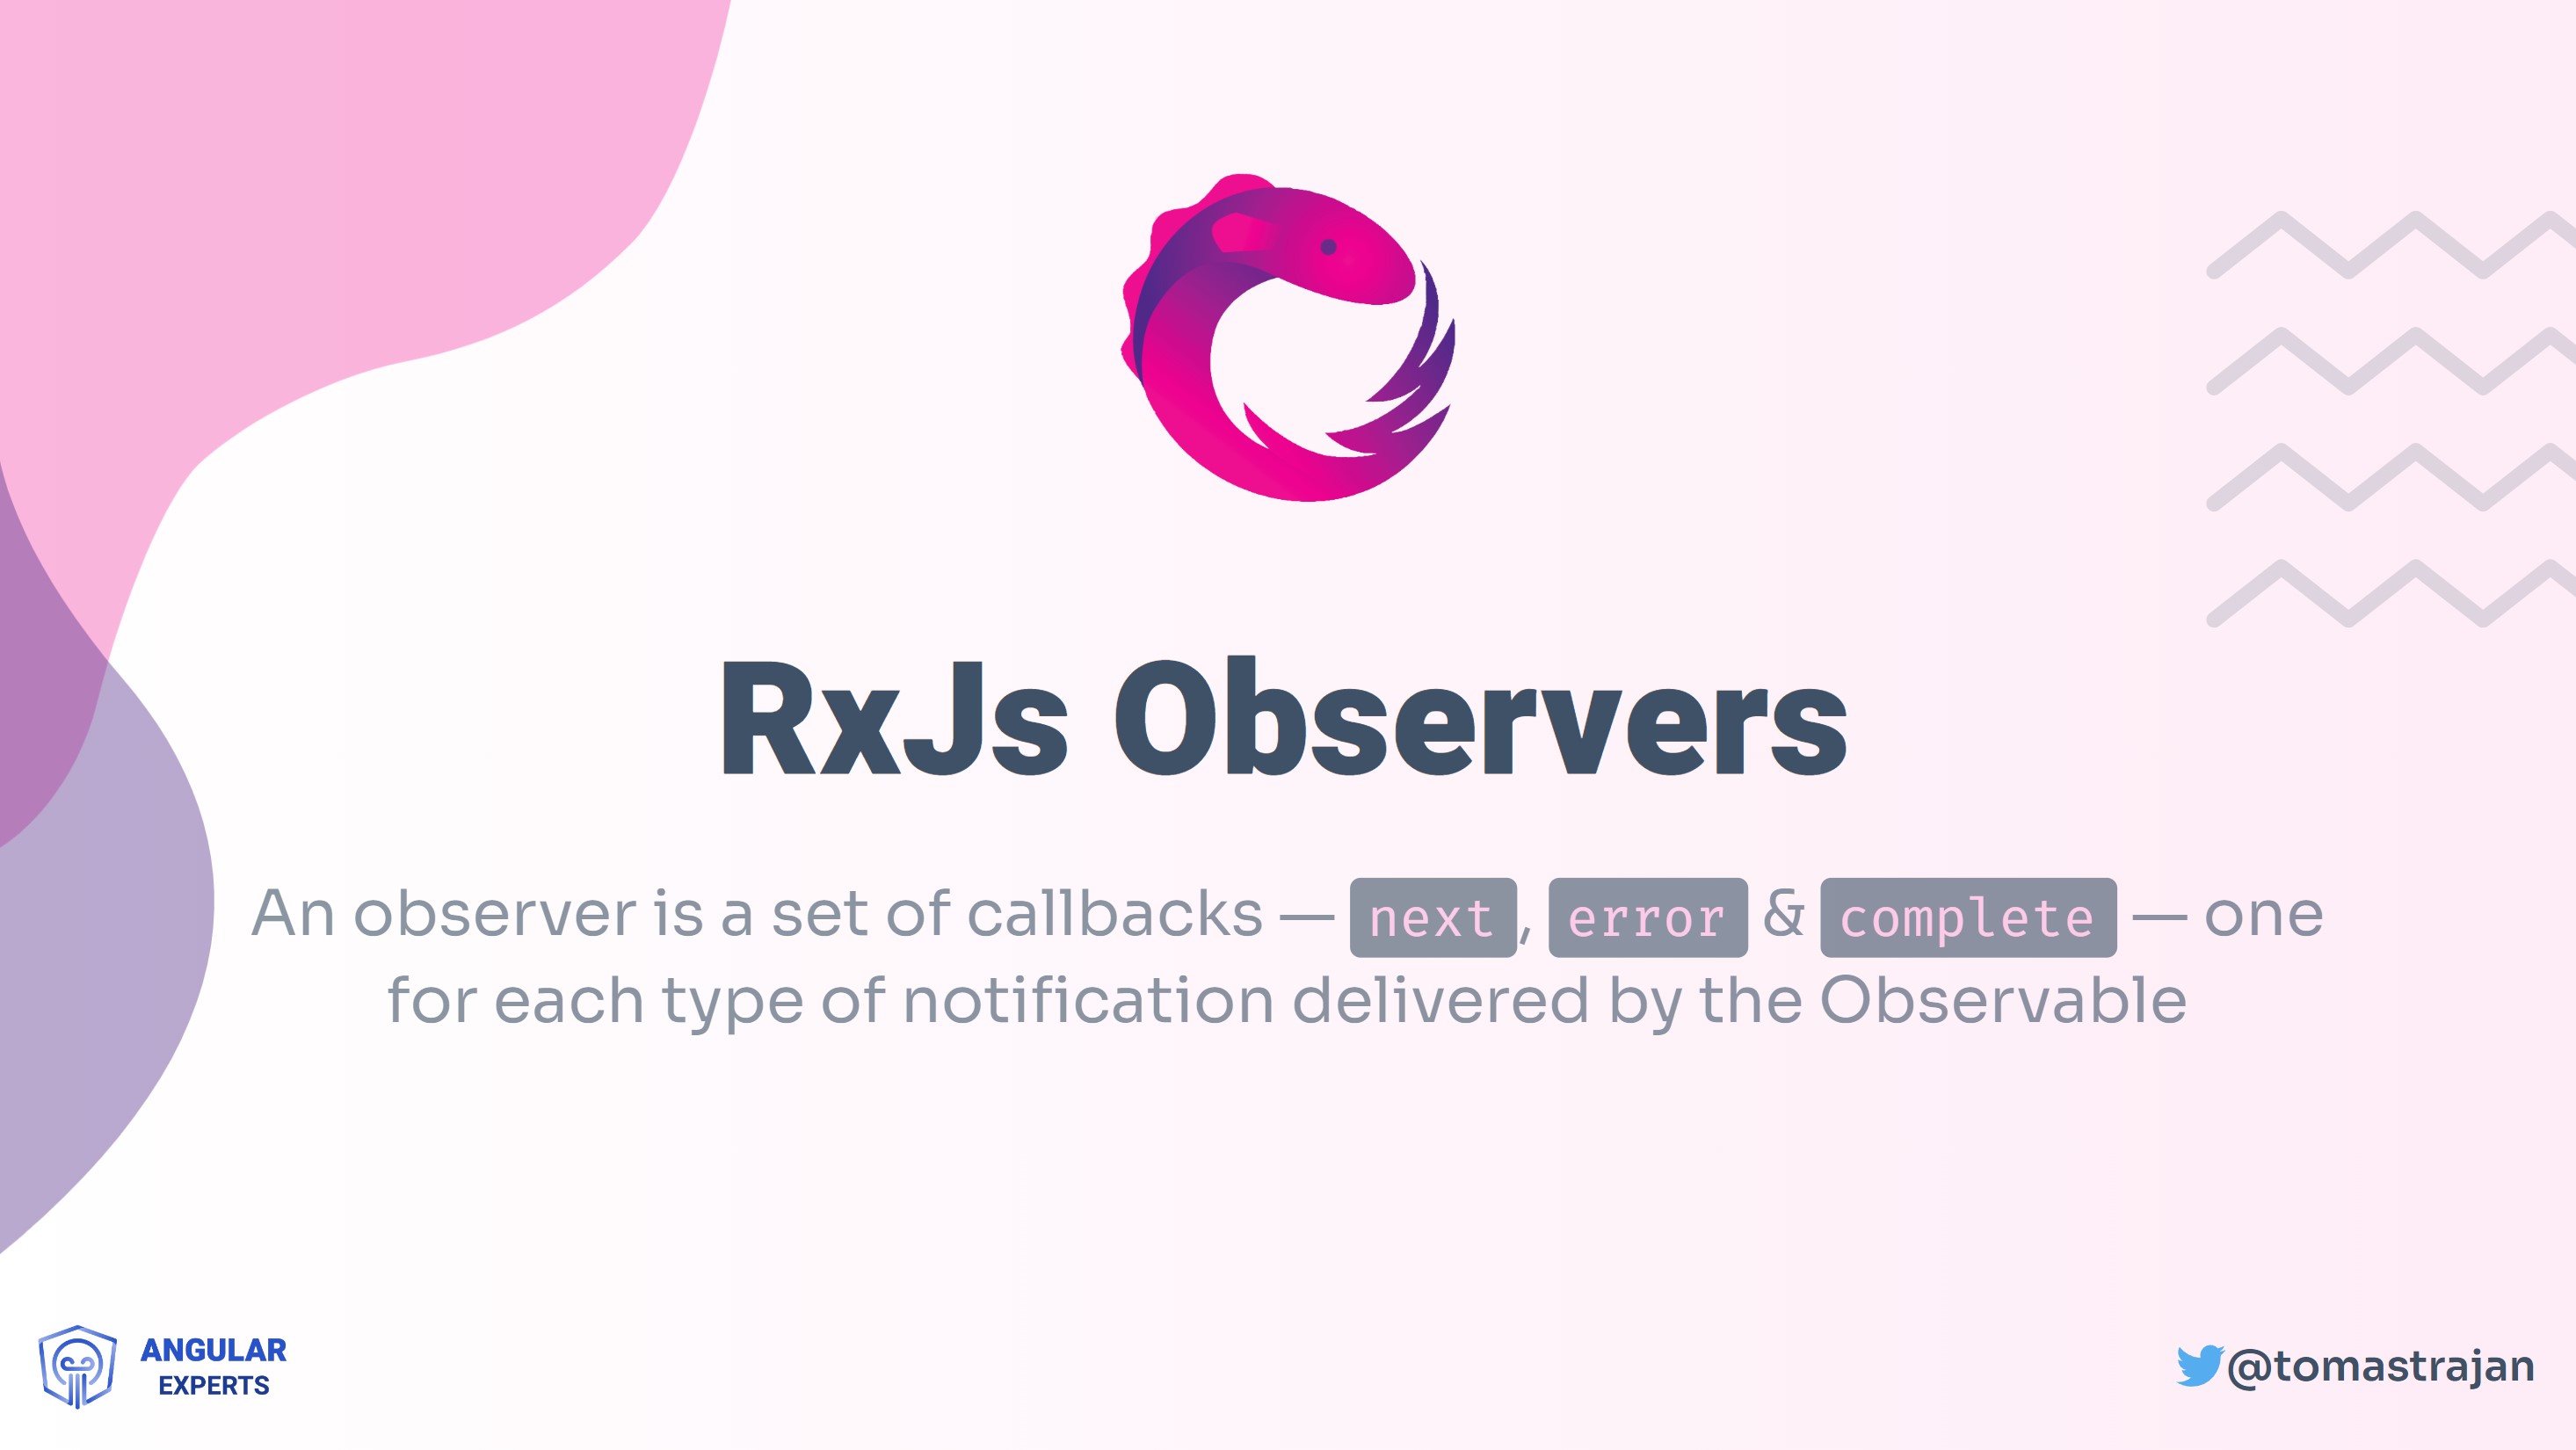 RxJs Observers
An observer is a set of callbacks — next, error & complete — one
for each type of notification delivered by the Observable
ANGULAR
EXPERTS
@tomastrajan